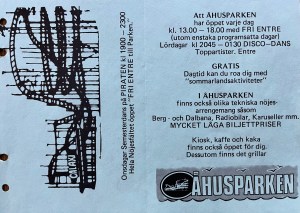 Onsdagar Semesterdans på PIRATEN kl 1900 - 2300
Hela Nöjesfältet öppet "FRI ENTRE till Parken."
Att ÅHUSPARKEN
har öppet varje dag
kl. 13.00 - 18.00 med FRI ENTRE
(utom enstaka programsatta dagar)
Lördagar kl 2045 - 0130 DISCO-DANS
Toppartister. Entre
GRATIS
Dagtid kan du roa dig med
"sommarlandsaktiviteter"
I ÅHUSPARKEN
finns också olika tekniska nöjes-
arrangemang såsom
Berg - och Dalbana, Radiobilar, Karuseller mm.
MYCKET LÅGA BILJETTPRISER
Kiosk, kaffe och kaka
finns också öppet för dig.
Dessutom finns det grillar
ÅHUSPARKEN